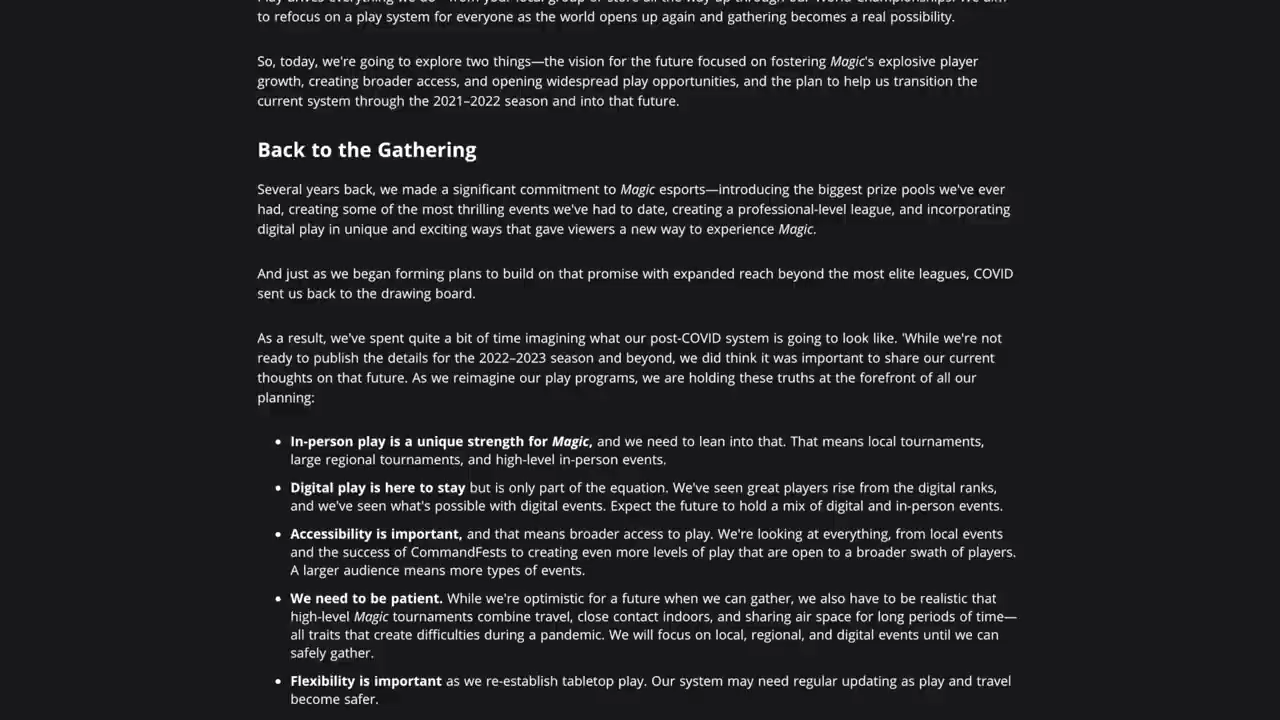 to refocus on a play system for everyone as the world opens up again and gathering becomes a real possibility.
So, today, we're going to explore two things—the vision for the future focused on fostering Magic's explosive player
growth, creating broader access, and opening widespread play opportunities, and the plan to help us transition the
current system through the 2021–2022 season and into that future.
Back to the Gathering
Several years back, we made a significant commitment to Magic esports—introducing the biggest prize pools we've ever
had, creating some of the most thrilling events we've had to date, creating a professional-level league, and incorporating
digital play in unique and exciting ways that gave viewers a new way to experience Magic.
And just as we began forming plans to build on that promise with expanded reach beyond the most elite leagues, COVID
sent us back to the drawing board.
As a result, we've spent quite a bit of time imagining what our post-COVID system is going to look like. 'While we're not
ready to publish the details for the 2022–2023 season and beyond, we did think it was important to share our current
thoughts on that future. As we reimagine our play programs, we are holding these truths at the forefront of all our
planning:
• In-person play is a unique strength for Magic, and we need to lean into that. That means local tournaments,
large regional tournaments, and high-level in-person events.
• Digital play is here to stay but is only part of the equation. We've seen great players rise from the digital ranks,
and we've seen what's possible with digital events. Expect the future to hold a mix of digital and in-person events.
• Accessibility is important, and that means broader access to play. We're looking at everything, from local events
and the success of CommandFests to creating even more levels of play that are open to a broader swath of players.
A larger audience means more types of events.
• We need to be patient. While we're optimistic for a future when we can gather, we also have to be realistic that
high-level Magic tournaments combine travel, close contact indoors, and sharing air space for long periods of time—
all traits that create difficulties during a pandemic. We will focus on local, regional, and digital events until we can
safely gather.
• Flexibility is important as we re-establish tabletop play. Our system may need regular updating as play and travel
become safer.